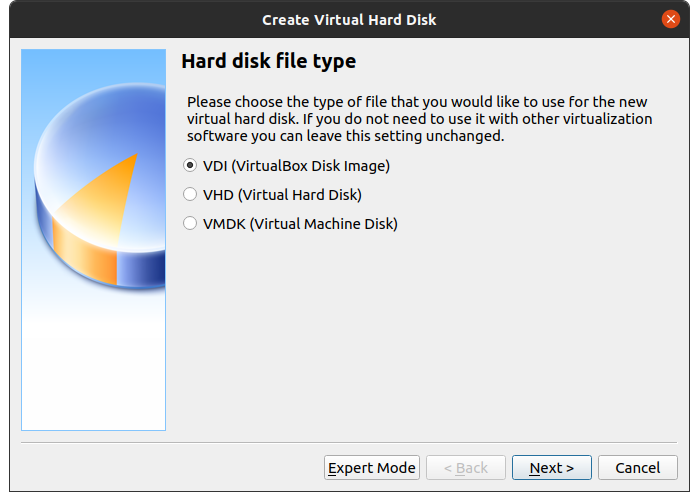 Create Virtual Hard Disk
Hard disk file type
Please choose the type of file that you would like to use for the new
virtual hard disk. If you do not need to use it with other virtualization
software you can leave this setting unchanged.
VDI (VirtualBox Disk Image)
VHD (Virtual Hard Disk)
VMDK (Virtual Machine Disk)
Expert Mode
< Back
Next >
Cancel